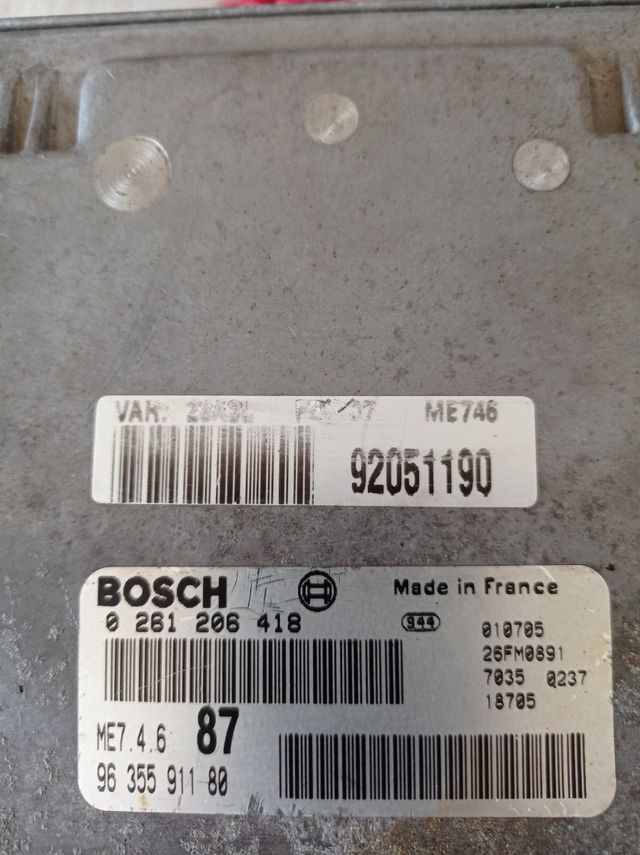 VAR. ME746
92051190
BOSCH Made in France
0 261 206 418 944 010705
26FM0891
7035 0237
18705
ME7.4.6 87
96 355 911 80